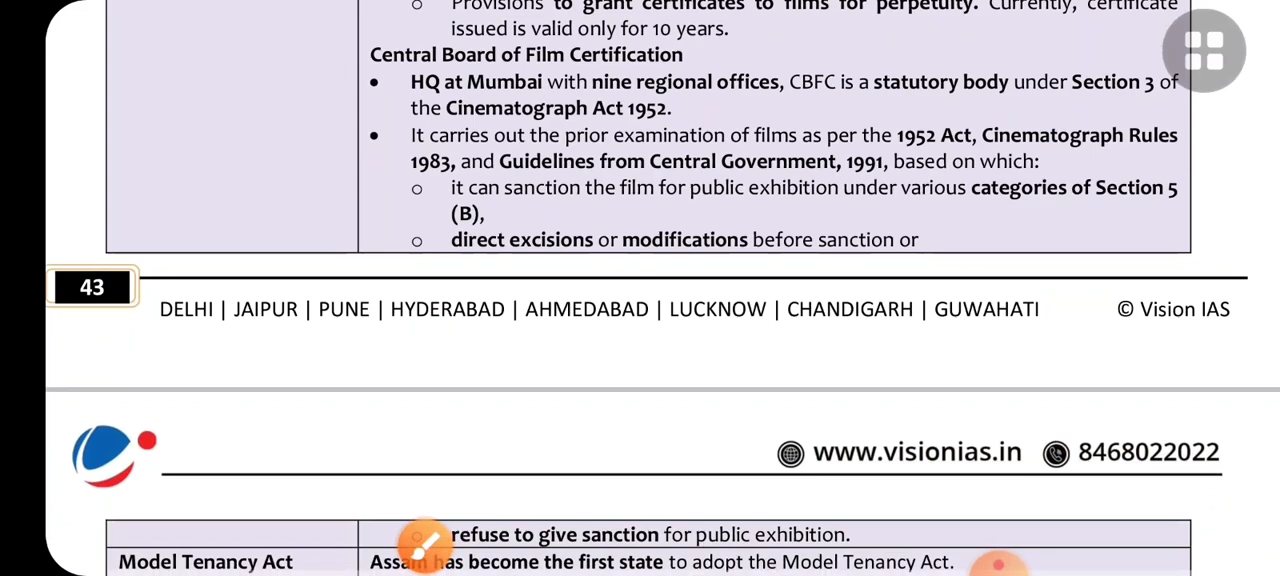 Provisions to grant certificates to films for perpetuity. Currently, certificate
issued is valid only for 10 years.
Central Board of Film Certification
HQ at Mumbai with nine regional offices, CBFC is a statutory body under Section 3 of
the Cinematograph Act 1952.
It carries out the prior examination of films as per the 1952 Act, Cinematograph Rules
1983, and Guidelines from Central Government, 1991, based on which:
it can sanction the film for public exhibition under various categories of Section 5
(B),
direct excisions or modifications before sanction or
43
DELHI | JAIPUR | PUNE | HYDERABAD | AHMEDABAD | LUCKNOW | CHANDIGARH | GUWAHATI © Vision IAS
www.visionias.in 8468022022
refuse to give sanction for public exhibition.
Model Tenancy Act Assam has become the first state to adopt the Model Tenancy Act.